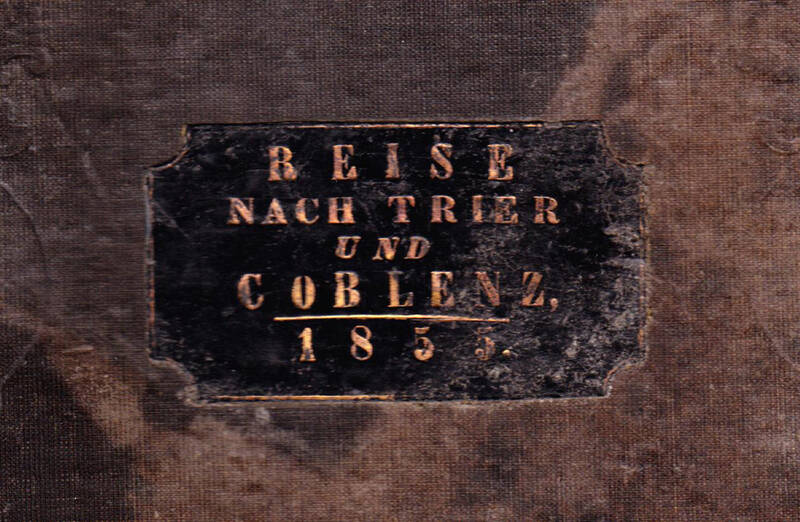 REISE
NACH TRIER
UND
COBLENZ,
1855.